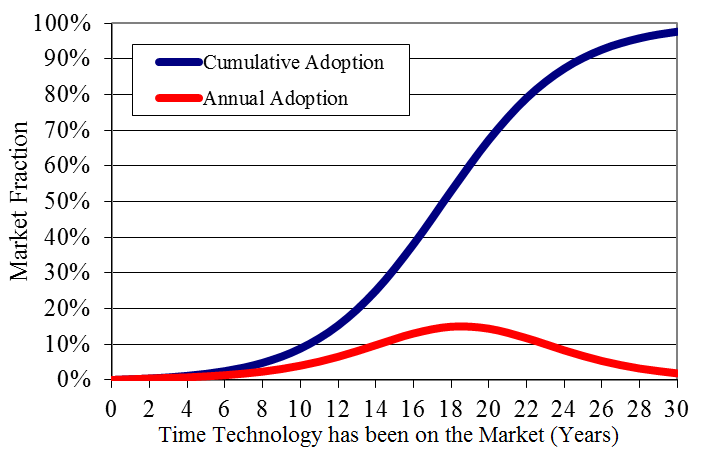 100%
90%
80%
70%
60%
50%
40%
30%
20%
10%
0%
Market Fraction
Cumulative Adoption
Annual Adoption
0 2 4 6 8 10 12 14 16 18 20 22 24 26 28 30
Time Technology has been on the Market (Years)